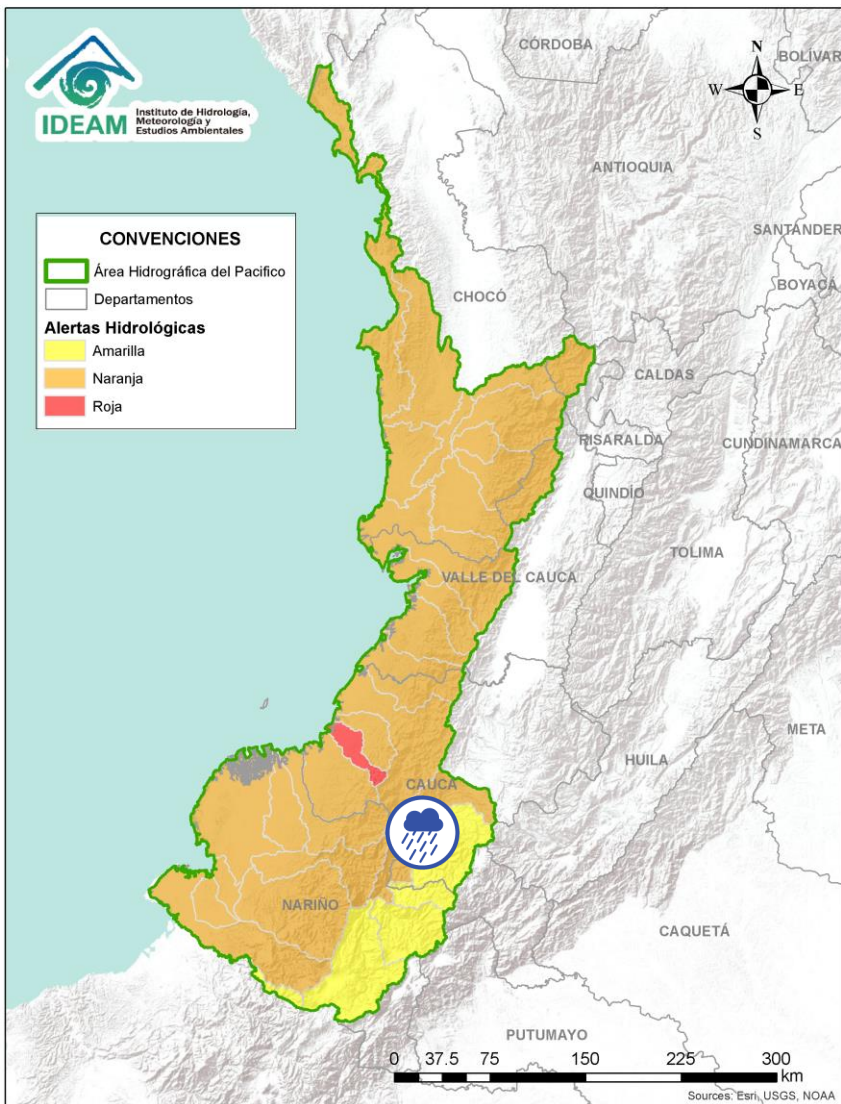 IDEAM
Instituto de Hidrología,
Meteorología y
Estudios Ambientales
N
W
E
S
CÓRDOBA
BOLÍVAR
ANTIOQUIA
SANTANDER
BOYACÁ
CHOCÓ
CALDAS
RISARALDA
CUNDINAMARCA
QUINDÍO
TOLIMA
VALLE DEL CAUCA
META
HUILA
CAUCA
NARIÑO
CAQUETÁ
PUTUMAYO
CONVENCIONES
Área Hidrográfica del Pacifico
Departamentos
Alertas Hidrológicas
Amarilla
Naranja
Roja
0 37.5 75 150 225 300
km
Sources: Esri, USGS, NOAA